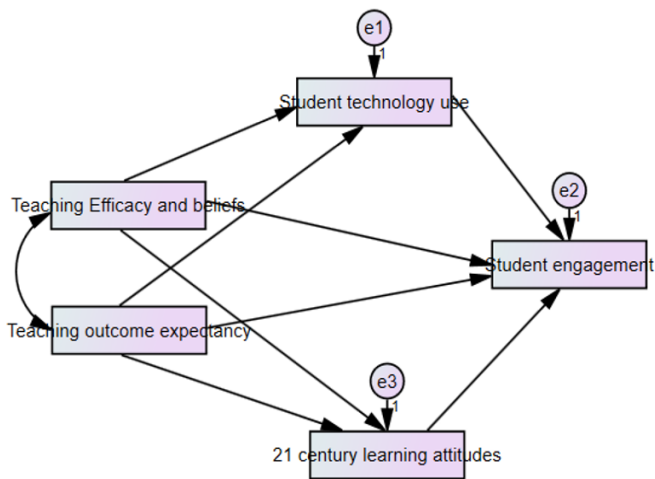 e1
1
Student technology use
e2
1
Teaching Efficacy and beliefs
Student engagement
Teaching outcome expectancy
e3
1
21 century learning attitudes